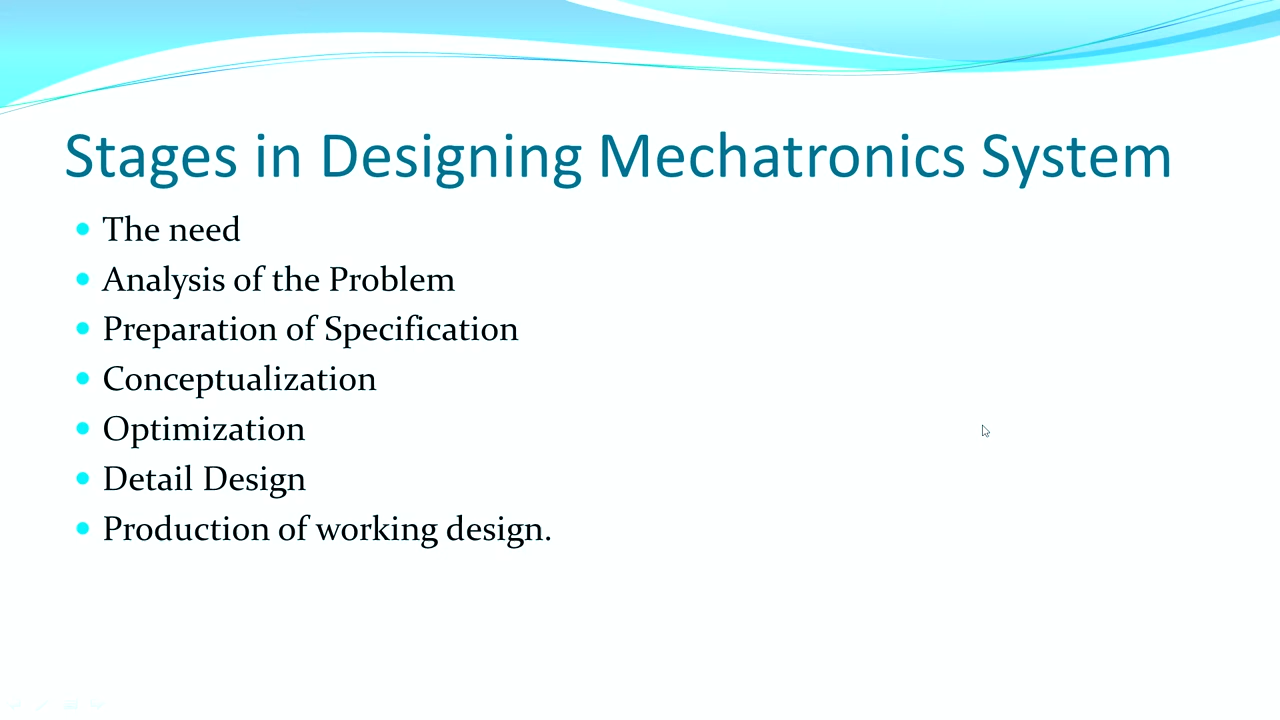 Stages in Designing Mechatronics System
The need
Analysis of the Problem
Preparation of Specification
Conceptualization
Optimization
Detail Design
Production of working design.